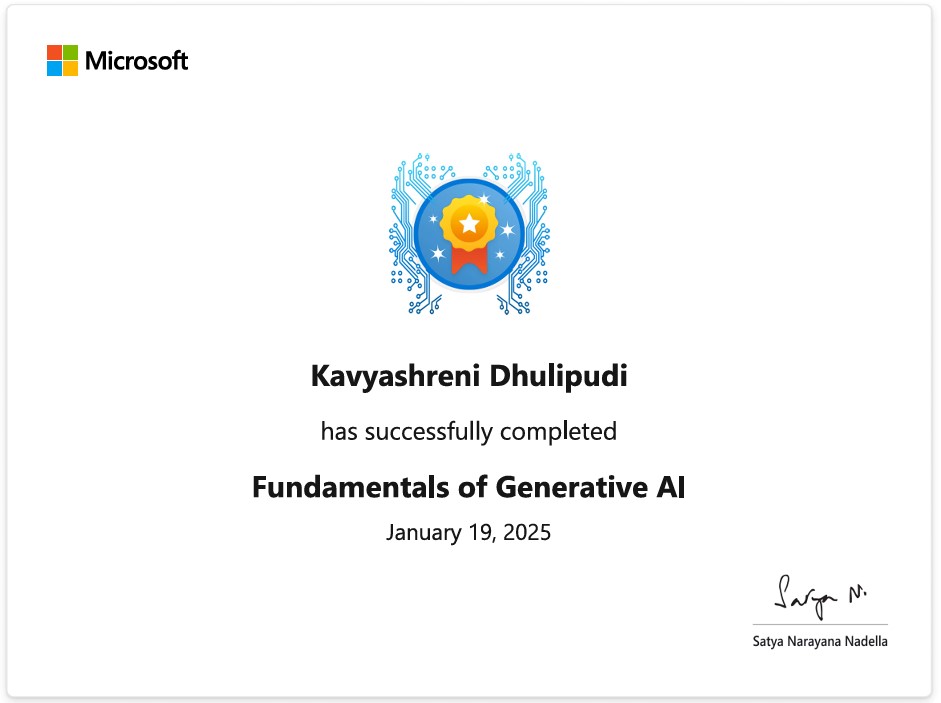 Microsoft
Kavyashreni Dhulipudi
has successfully completed
Fundamentals of Generative AI
January 19, 2025
Satya N.
Satya Narayana Nadella